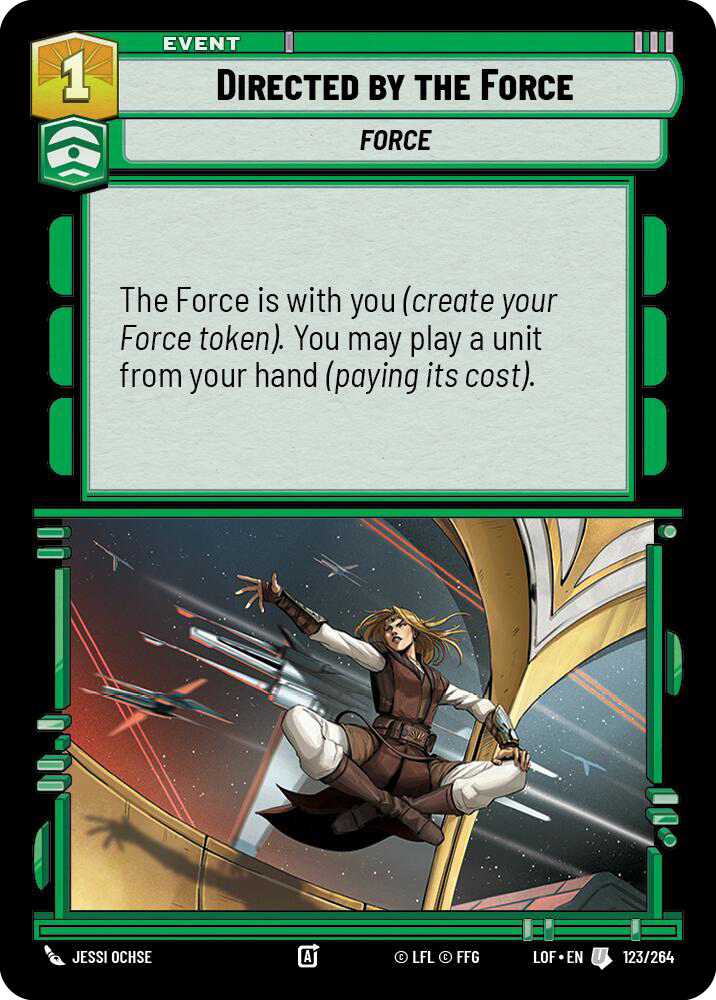 EVENT
1
DIRECTED BY THE FORCE
FORCE
The Force is with you (create your
Force token). You may play a unit
from your hand (paying its cost).
JESSI OCHSE
A
© LFL © FFG
LOF • EN
U
123/264